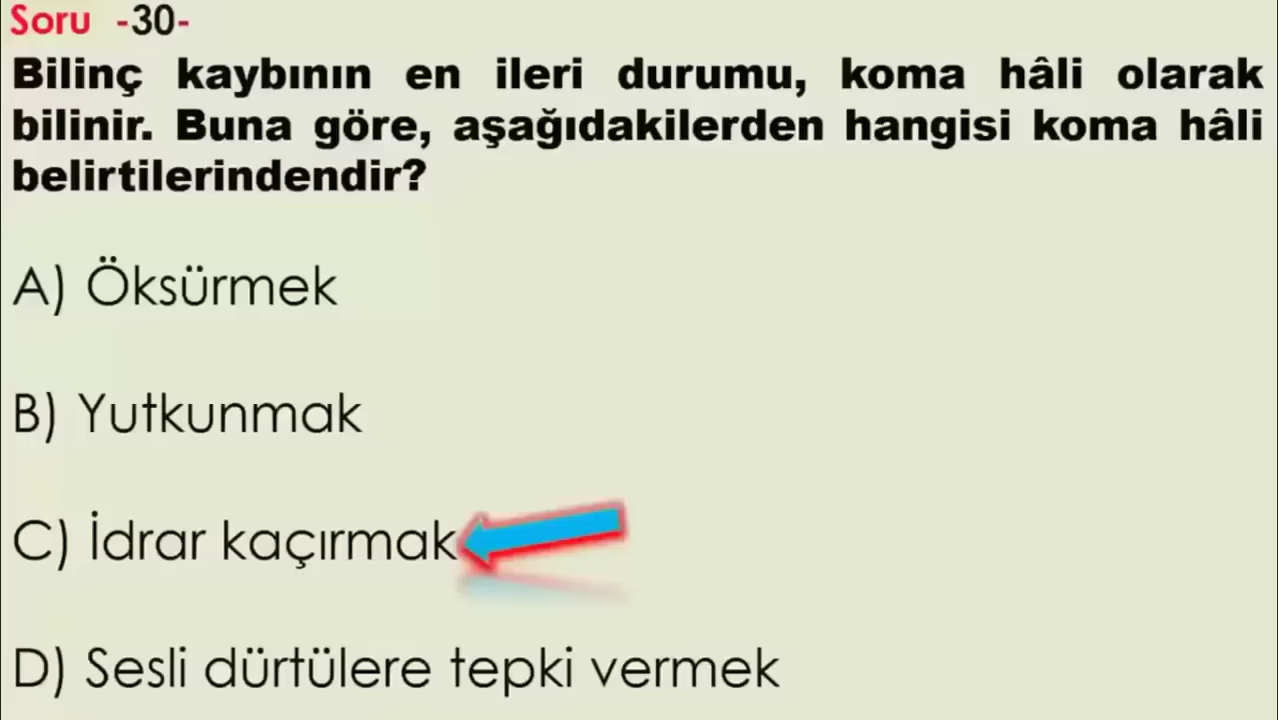 Soru -30-
Bilinç kaybının en ileri durumu, koma hâli olarak
bilinir. Buna göre, aşağıdakilerden hangisi koma hâli
belirtilerindendir?
A) Öksürmek
B) Yutkunmak
C) İdrar kaçırmak
D) Sesli dürtülere tepki vermek